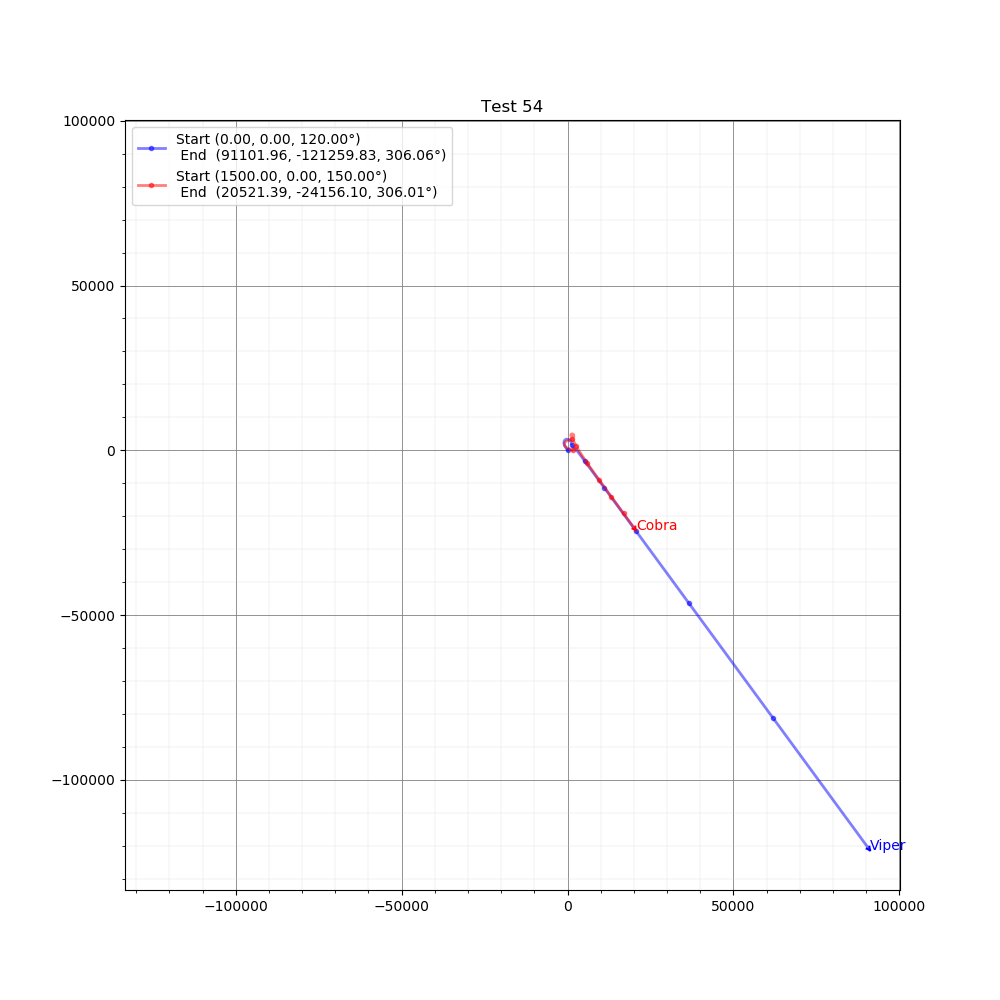 Test 54
100000
Start (0.00, 0.00, 120.00°)
End (91101.96, -121259.83, 306.06°)
Start (1500.00, 0.00, 150.00°)
End (20521.39, -24156.10, 306.01°)
50000
0
Cobra
−50000
−100000
Viper
−100000 −50000 0 50000 100000